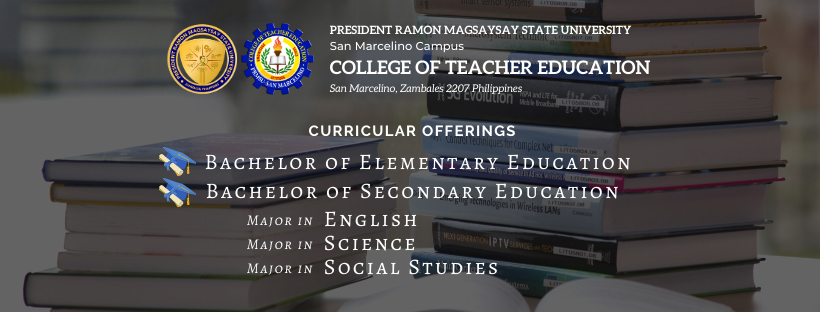 PRESIDENT RAMON MAGSAYSAY STATE UNIVERSITY
San Marcelino Campus
COLLEGE OF TEACHER EDUCATION
San Marcelino, Zambales 2207 Philippines
CURRICULAR OFFERINGS
Bachelor of Elementary Education
Bachelor of Secondary Education
Major in English
Major in Science
Major in Social Studies